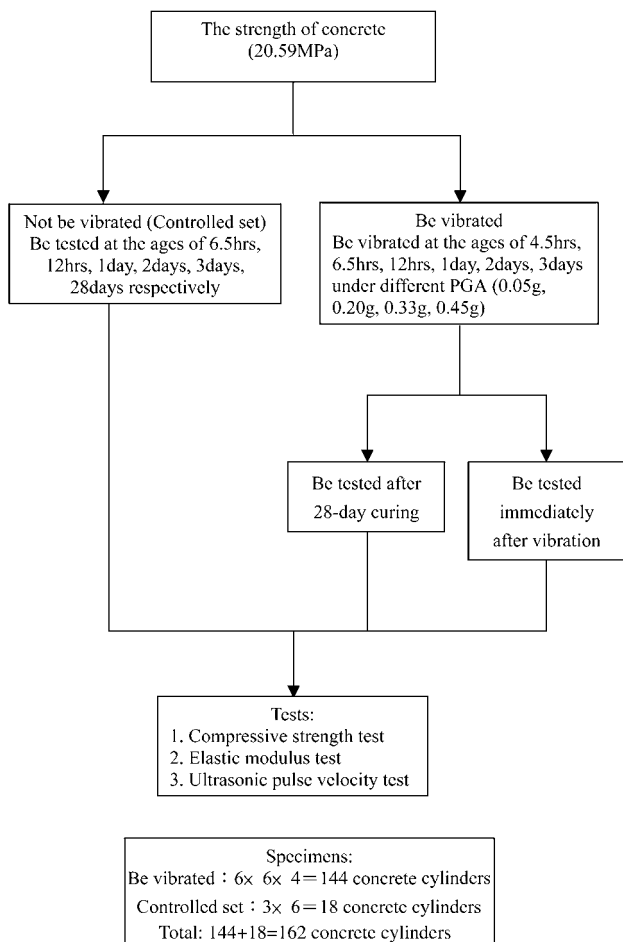 The strength of concrete
(20.59MPa)
Not be vibrated (Controlled set)
Be tested at the ages of 6.5hrs,
12hrs, 1day, 2days, 3days,
28days respectively
Be vibrated
Be vibrated at the ages of 4.5hrs,
6.5hrs, 12hrs, 1day, 2days, 3days
under different PGA (0.05g,
0.20g, 0.33g, 0.45g)
Be tested after
28-day curing
Be tested
immediately
after vibration
Tests:
1. Compressive strength test
2. Elastic modulus test
3. Ultrasonic pulse velocity test
Specimens:
Be vibrated：6× 6× 4＝144 concrete cylinders
Controlled set：3× 6＝18 concrete cylinders
Total: 144+18=162 concrete cylinders